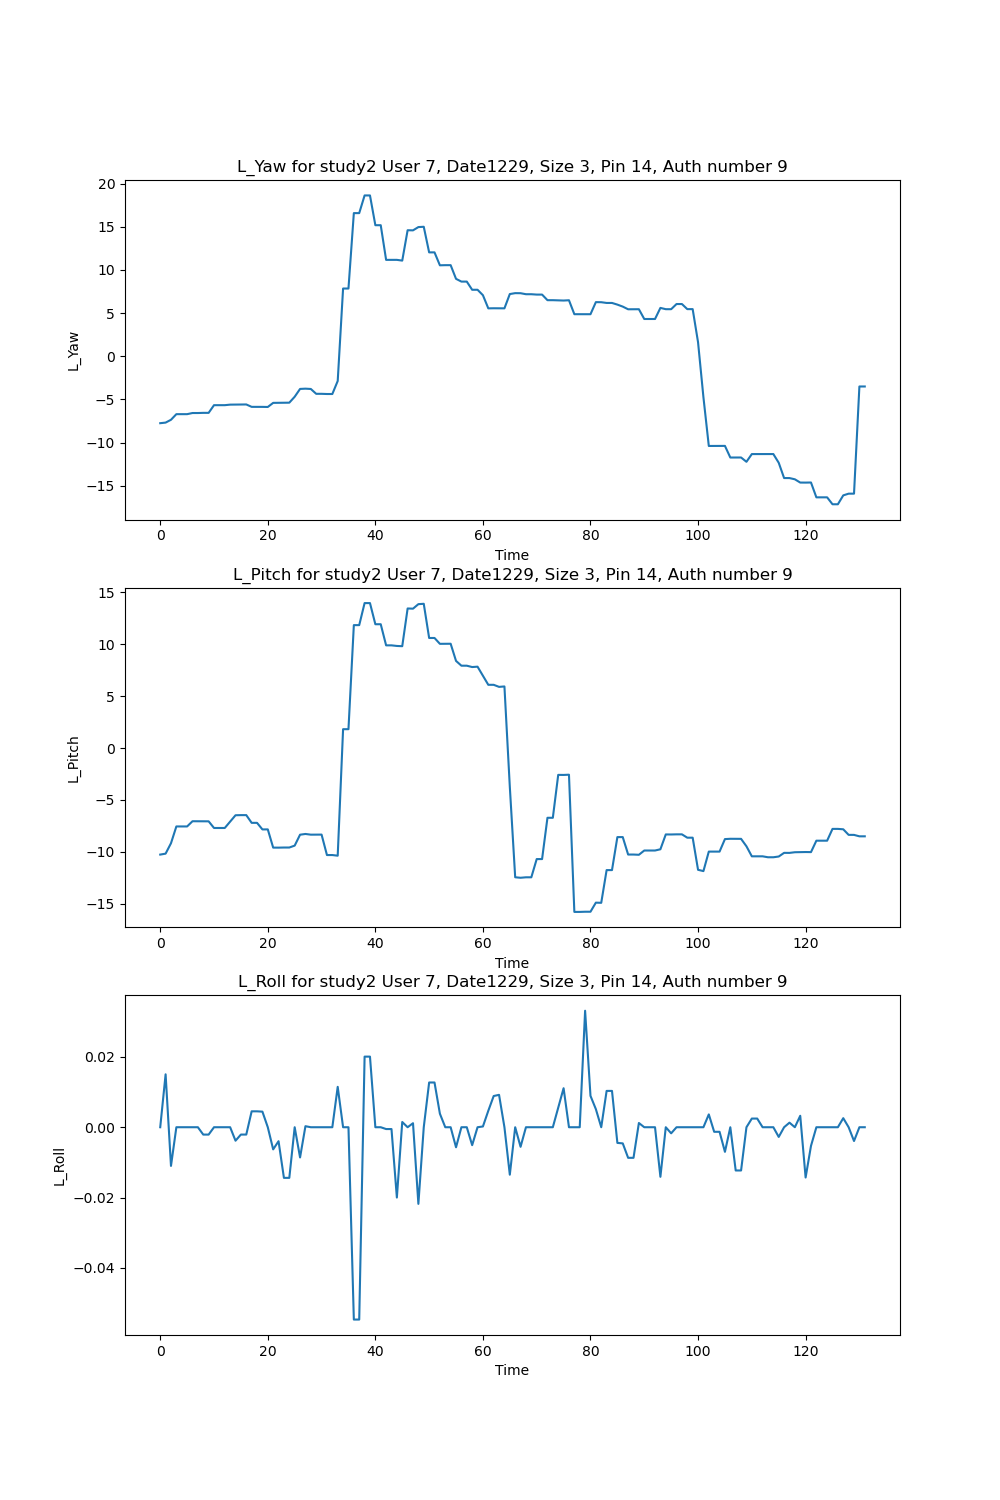 L_Yaw for study2 User 7, Date1229, Size 3, Pin 14, Auth number 9
20
15
10
5
0
−5
−10
−15
L_Yaw
0 20 40 60 80 100 120
Time
L_Pitch for study2 User 7, Date1229, Size 3, Pin 14, Auth number 9
15
10
5
0
−5
−10
−15
L_Pitch
0 20 40 60 80 100 120
Time
L_Roll for study2 User 7, Date1229, Size 3, Pin 14, Auth number 9
0.02
0.00
−0.02
−0.04
L_Roll
0 20 40 60 80 100 120
Time